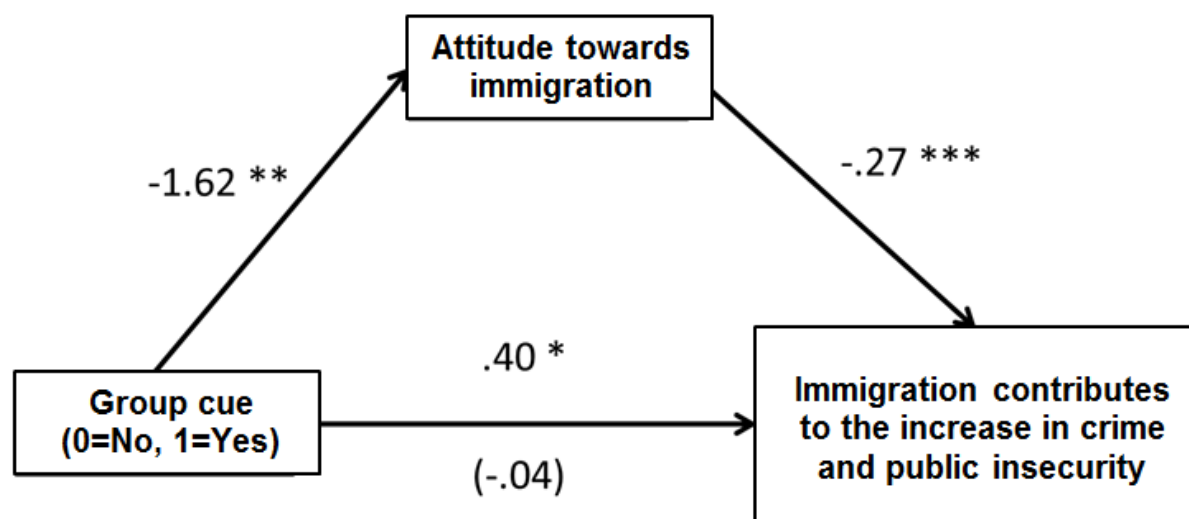 Attitude towards
immigration
-1.62 **
-.27 ***
.40 *
Group cue
(0=No, 1=Yes)
(-.04)
Immigration contributes
to the increase in crime
and public insecurity